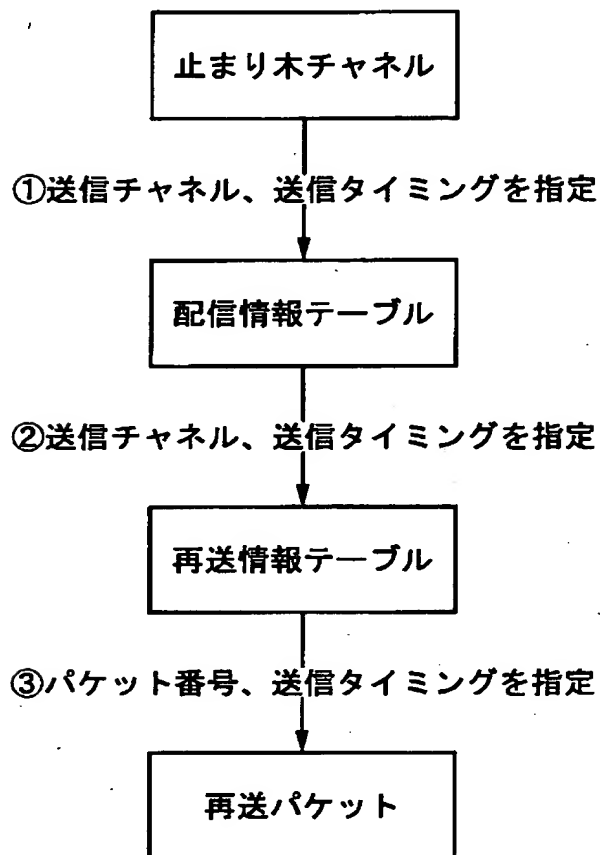 止まり木チャネル
①送信チャネル、送信タイミングを指定
配信情報テーブル
②送信チャネル、送信タイミングを指定
再送情報テーブル
③パケット番号、送信タイミングを指定
再送パケット